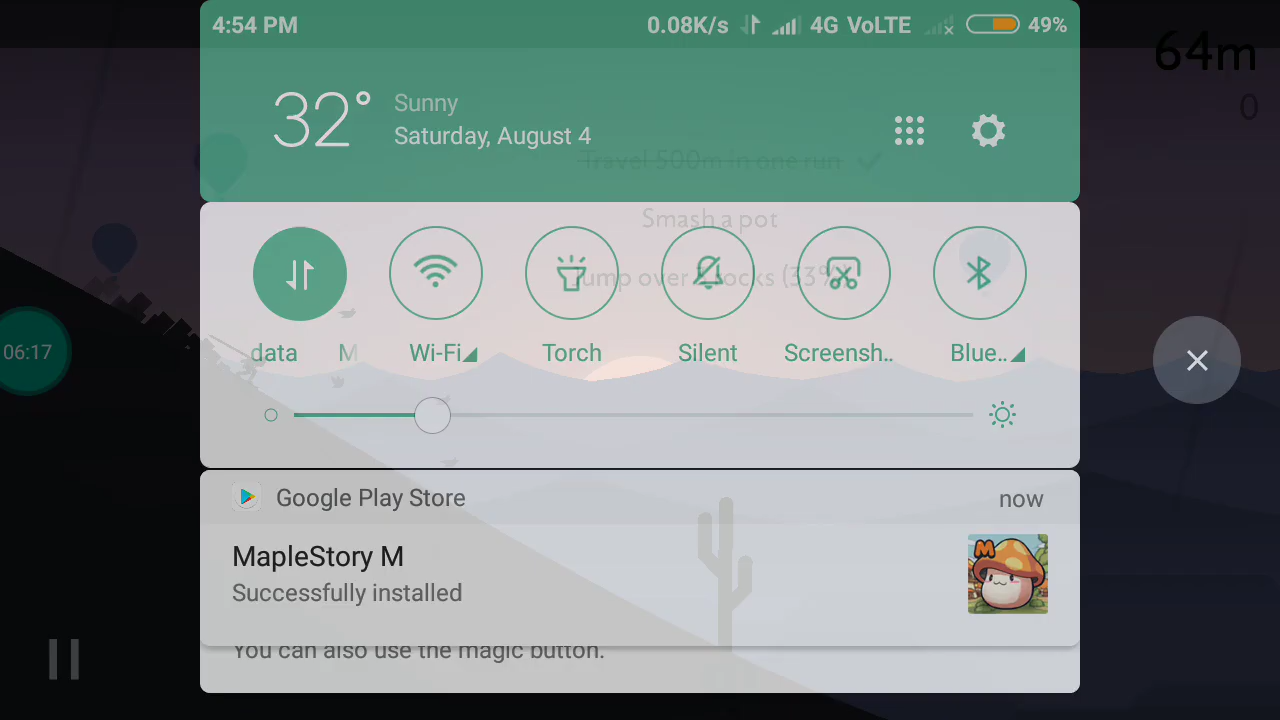 4:54 PM 0.08K/s 4G VoLTE 49%
64m
0
32° Sunny
Saturday, August 4
Travel 500m in one run
Smash a pot
Jump over 3 rocks (33%)
data M Wi-Fi Torch Silent Screensh.. Blue..
06:17
Google Play Store now
MapleStory M
M
Successfully installed
You can also use the magic button.